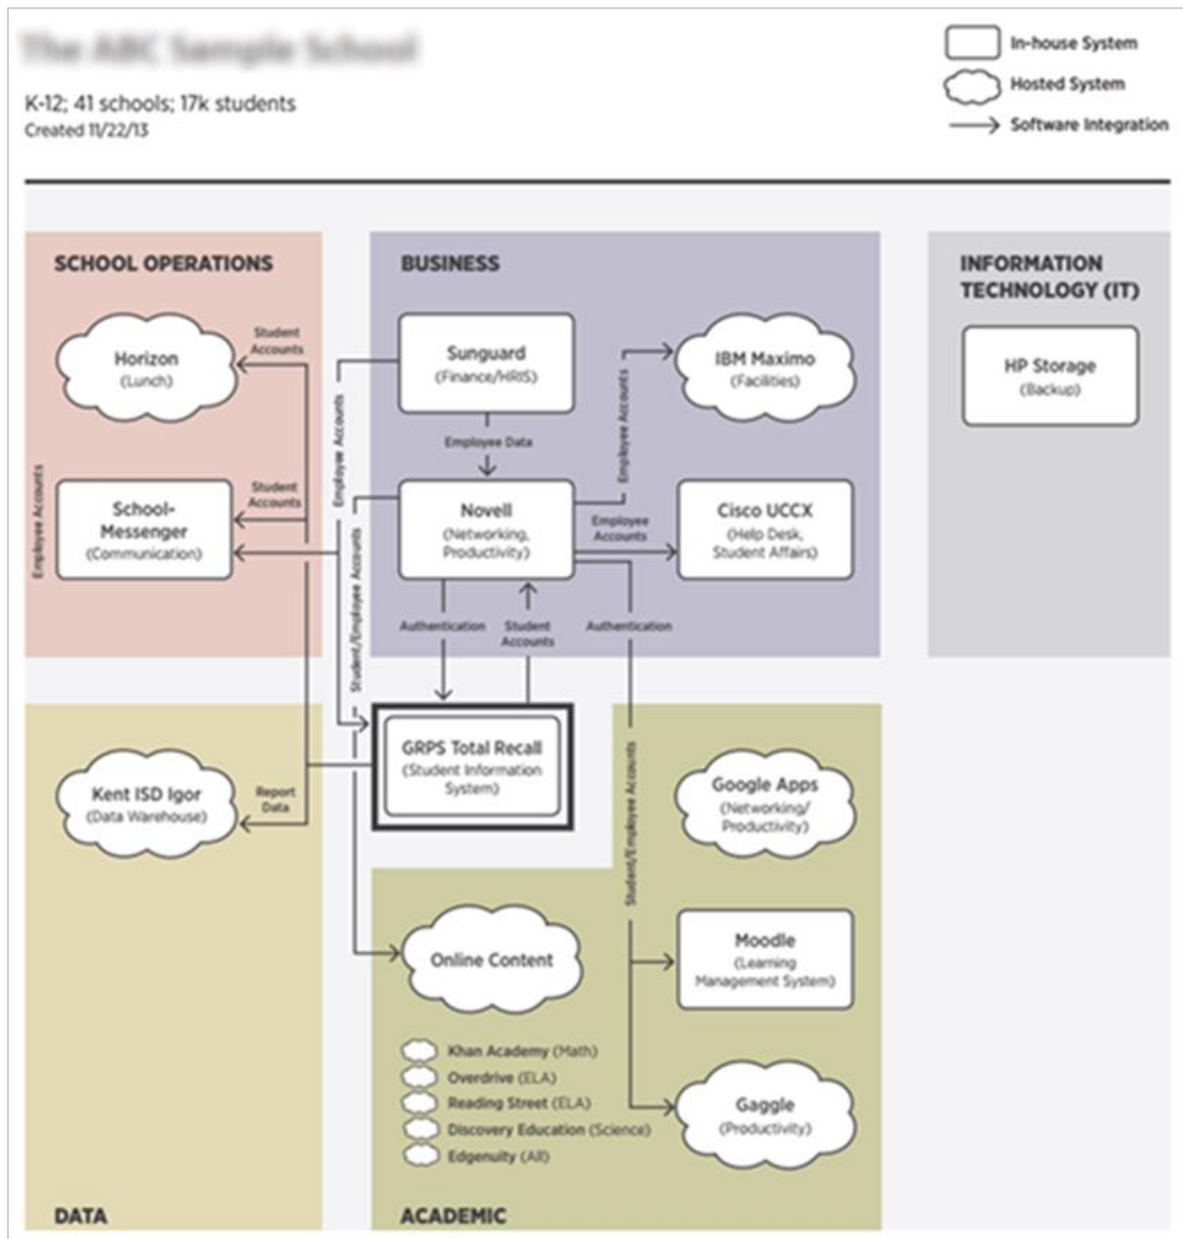 The ABC Sample School
K-12; 41 schools; 17k students
Created 11/22/13
In-house System
Hosted System
Software Integration
SCHOOL OPERATIONS
Horizon
(Lunch)
Student
Accounts
School-
Messenger
(Communication)
Student
Accounts
Employee Accounts
Employee Accounts
Student/Employee Accounts
BUSINESS
Sunguard
(Finance/HRIS)
Employee Data
Novell
(Networking,
Productivity)
Employee Accounts
IBM Maximo
(Facilities)
Employee
Accounts
Cisco UCCX
(Help Desk,
Student Affairs)
Authentication
Student
Accounts
Authentication
INFORMATION
TECHNOLOGY (IT)
HP Storage
(Backup)
Kent ISD Igor
(Data Warehouse)
Report
Data
DATA
GRPS Total Recall
(Student Information
System)
Student/Employee Accounts
Google Apps
(Networking/
Productivity)
Online Content
Moodle
(Learning
Management System)
Khan Academy (Math)
Overdrive (ELA)
Reading Street (ELA)
Discovery Education (Science)
Edgenuity (All)
Gaggle
(Productivity)
ACADEMIC